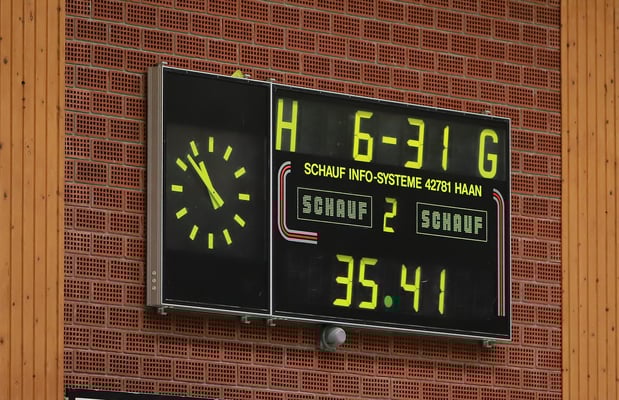 H 6-31 G
SCHAUF INFO-SYSTEME 42781 HAAN
SCHAUF 2 SCHAUF
35.41